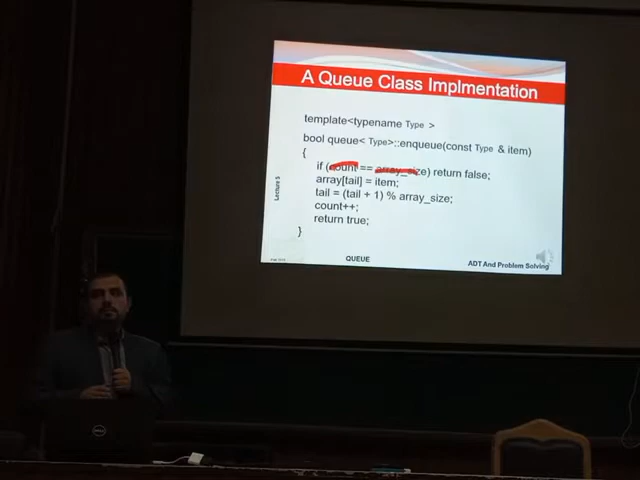 A Queue Class Implmentation
template<typename Type >
bool queue< Type>::enqueue(const Type & item)
{
if (count == array_size) return false;
array[tail] = item;
tail = (tail + 1) % array_size;
count++;
return true;
}
Lecture 5
QUEUE
ADT And Problem Solving
DELL